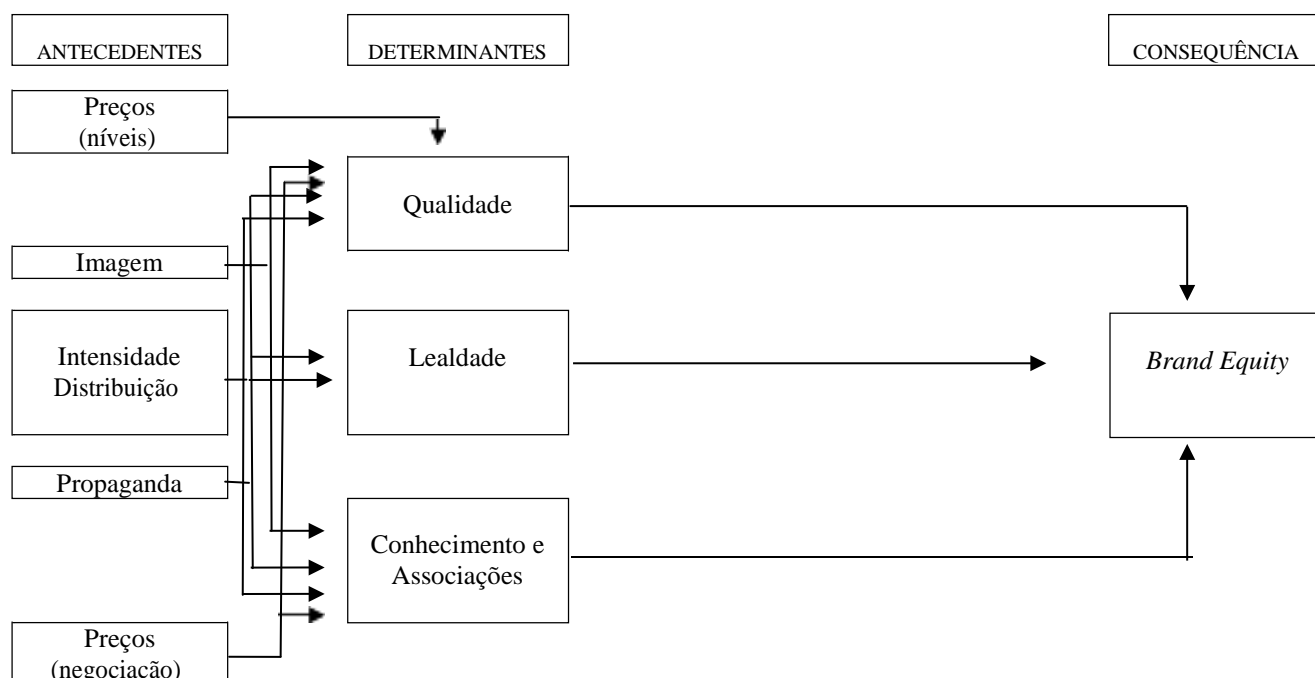 ANTECEDENTES
DETERMINANTES
CONSEQUÊNCIA
Preços
(níveis)
Qualidade
Imagem
Intensidade
Distribuição
Lealdade
Brand Equity
Propaganda
Conhecimento e
Associações
Preços
(negociação)